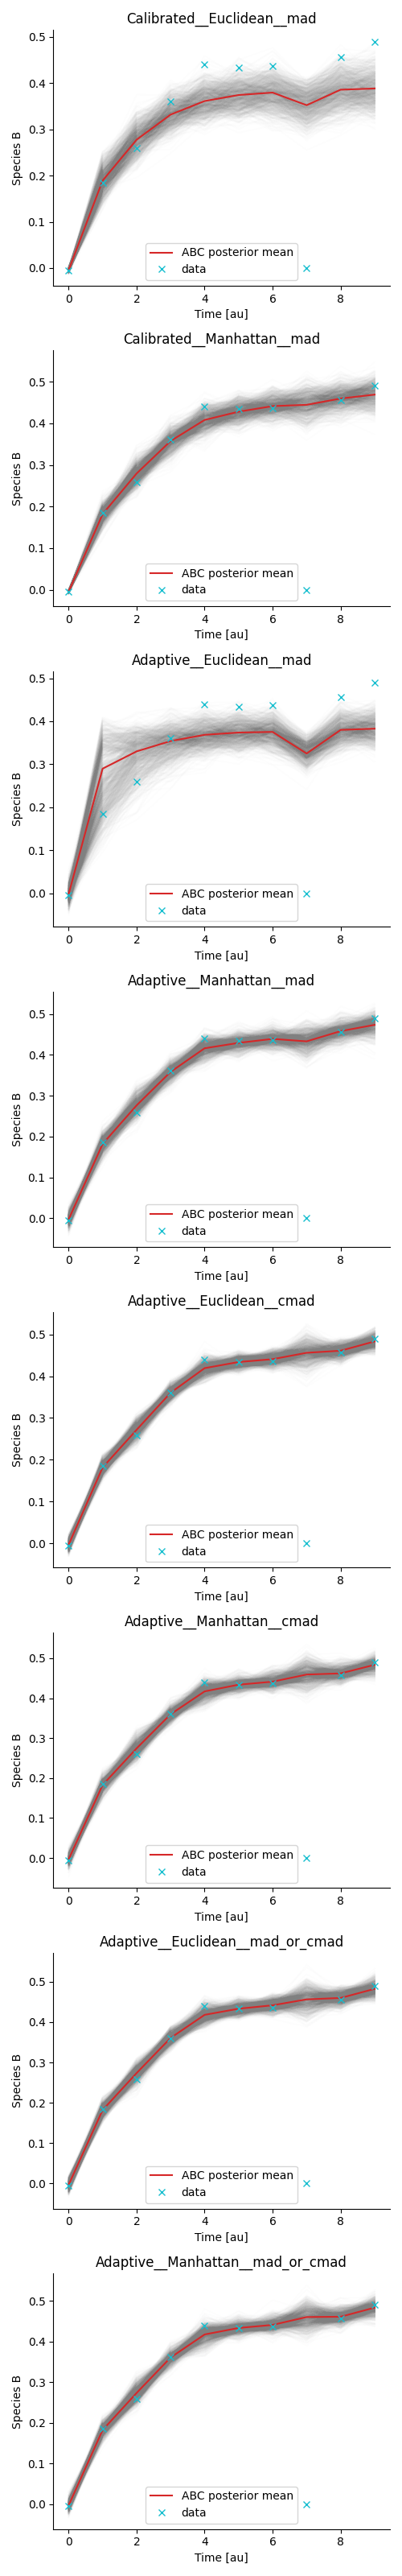 Calibrated__Euclidean__mad
0.5
0.4
0.3
0.2
0.1
0.0
Species B
ABC posterior mean
data
0 2 4 6 8
Time [au]
Calibrated__Manhattan__mad
0.5
0.4
0.3
0.2
0.1
0.0
Species B
ABC posterior mean
data
0 2 4 6 8
Time [au]
Adaptive__Euclidean__mad
0.5
0.4
0.3
0.2
0.1
0.0
Species B
ABC posterior mean
data
0 2 4 6 8
Time [au]
Adaptive__Manhattan__mad
0.5
0.4
0.3
0.2
0.1
0.0
Species B
ABC posterior mean
data
0 2 4 6 8
Time [au]
Adaptive__Euclidean__cmad
0.5
0.4
0.3
0.2
0.1
0.0
Species B
ABC posterior mean
data
0 2 4 6 8
Time [au]
Adaptive__Manhattan__cmad
0.5
0.4
0.3
0.2
0.1
0.0
Species B
ABC posterior mean
data
0 2 4 6 8
Time [au]
Adaptive__Euclidean__mad_or_cmad
0.5
0.4
0.3
0.2
0.1
0.0
Species B
ABC posterior mean
data
0 2 4 6 8
Time [au]
Adaptive__Manhattan__mad_or_cmad
0.5
0.4
0.3
0.2
0.1
0.0
Species B
ABC posterior mean
data
0 2 4 6 8
Time [au]